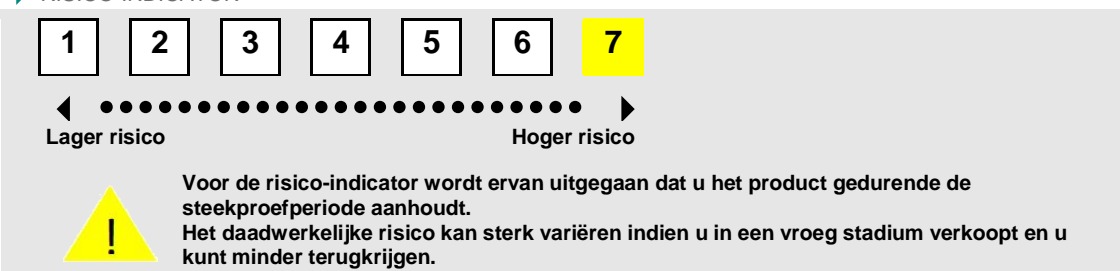 RISICO-INDICATOR
1 2 3 4 5 6 7
Lager risico Hoger risico
Voor de risico-indicator wordt ervan uitgegaan dat u het product gedurende de
steekproefperiode aanhoudt.
! Het daadwerkelijke risico kan sterk variëren indien u in een vroeg stadium verkoopt en u
kunt minder terugkrijgen.